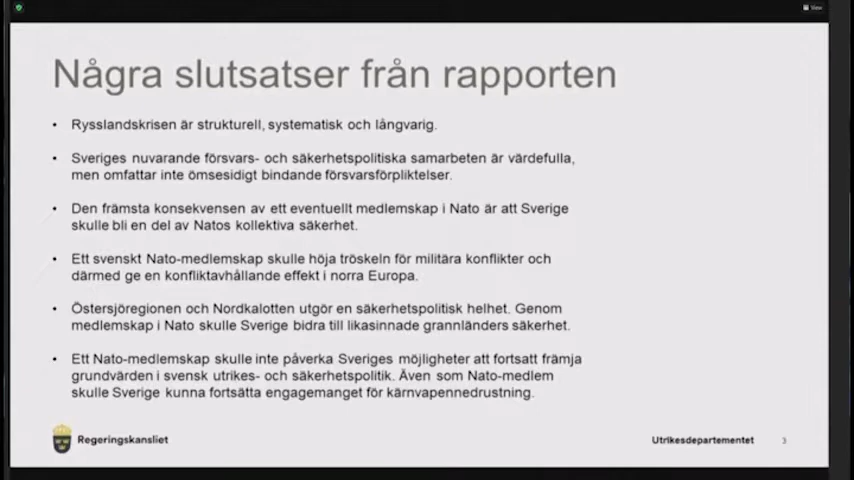 View
Några slutsatser från rapporten
• Rysslandskrisen är strukturell, systematisk och långvarig.
• Sveriges nuvarande försvars- och säkerhetspolitiska samarbeten är värdefulla,
men omfattar inte ömsesidigt bindande försvarsförpliktelser.
• Den främsta konsekvensen av ett eventuellt medlemskap i Nato är att Sverige
skulle bli en del av Natos kollektiva säkerhet.
• Ett svenskt Nato-medlemskap skulle höja tröskeln för militära konflikter och
därmed ge en konfliktavhållande effekt i norra Europa.
• Östersjöregionen och Nordkalotten utgör en säkerhetspolitisk helhet. Genom
medlemskap i Nato skulle Sverige bidra till likasinnade grannländers säkerhet.
• Ett Nato-medlemskap skulle inte påverka Sveriges möjligheter att fortsatt främja
grundvärden i svensk utrikes- och säkerhetspolitik. Även som Nato-medlem
skulle Sverige kunna fortsätta engagemanget för kärnvapennedrustning.
Regeringskansliet
Utrikesdepartementet 3